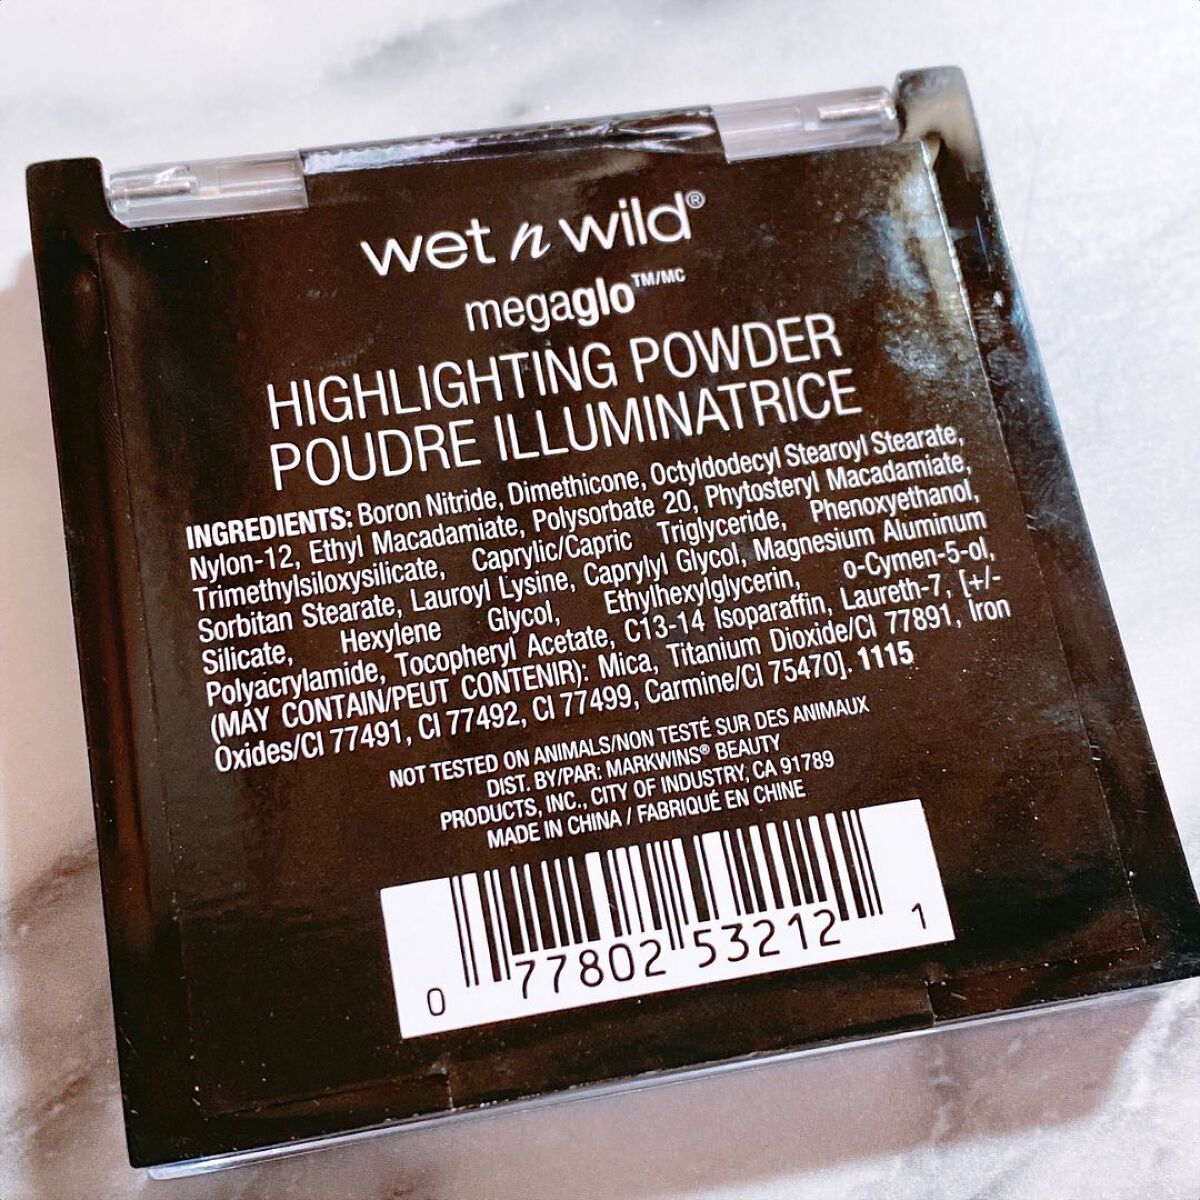 wet n wild®
megaglo™/MC
HIGHLIGHTING POWDER
POUDRE ILLUMINATRICE
INGREDIENTS: Boron Nitride, Dimethicone, Octyldodecyl Stearoyl Stearate,
Nylon-12, Ethyl Macadamiate, Polysorbate 20, Phytosteryl Macadamiate,
Trimethylsiloxysilicate, Caprylic/Capric Triglyceride, Phenoxyethanol,
Sorbitan Stearate, Lauroyl Lysine, Caprylyl Glycol, Magnesium Aluminum
Silicate, Hexylene Glycol, Ethylhexylglycerin, o-Cymen-5-ol,
Polyacrylamide, Tocopheryl Acetate, C13-14 Isoparaffin, Laureth-7, [+/-
(MAY CONTAIN/PEUT CONTENIR): Mica, Titanium Dioxide/CI 77891, Iron
Oxides/CI 77491, CI 77492, CI 77499, Carmine/CI 75470]. 1115
NOT TESTED ON ANIMALS/NON TESTÉ SUR DES ANIMAUX
DIST. BY/PAR: MARKWINS® BEAUTY
PRODUCTS, INC., CITY OF INDUSTRY, CA 91789
MADE IN CHINA / FABRIQUÉ EN CHINE
0 77802 53212 1